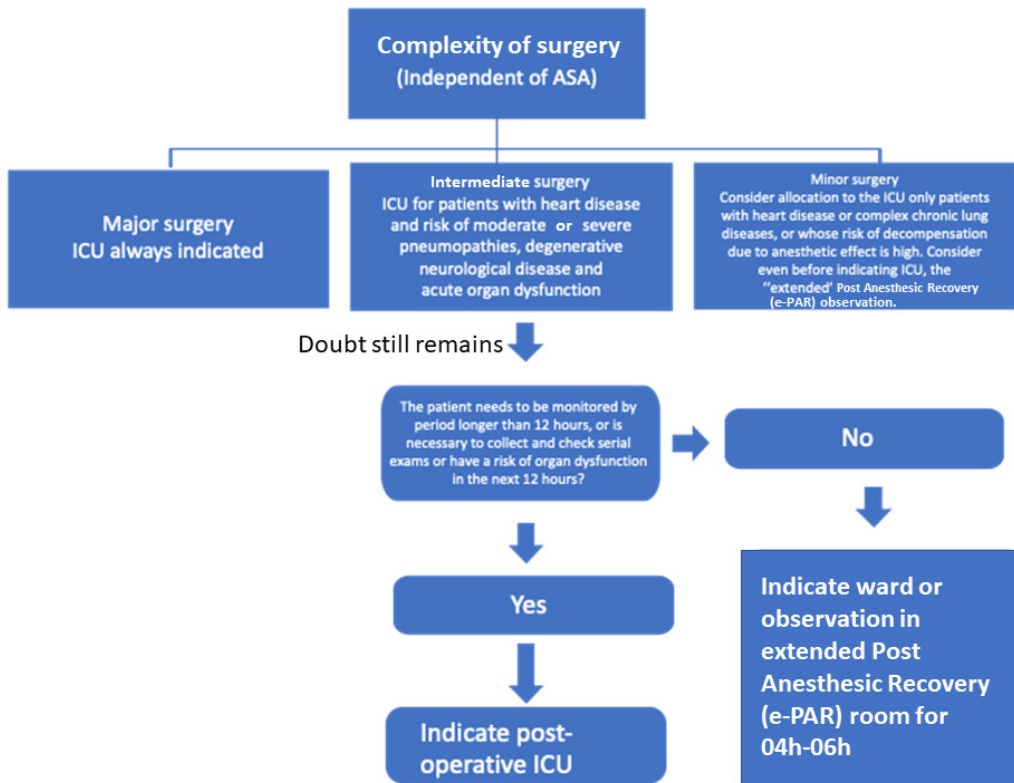 Complexity of surgery
(Independent of ASA)
Major surgery
ICU always indicated
Intermediate surgery
ICU for patients with heart disease
and risk of moderate or severe
pneumopathies, degenerative
neurological disease and
acute organ dysfunction
Minor surgery
Consider allocation to the ICU only patients
with heart disease or complex chronic lung
diseases, or whose risk of decompensation
due to anesthetic effect is high. Consider
even before indicating ICU, the
"extended' Post Anesthesic Recovery
(e-PAR) observation.
Doubt still remains
The patient needs to be monitored by
period longer than 12 hours, or is
necessary to collect and check serial
exams or have a risk of organ dysfunction
in the next 12 hours?
No
Yes
Indicate post-
operative ICU
Indicate ward or
observation in
extended Post
Anesthesic Recovery
(e-PAR) room for
04h-06h